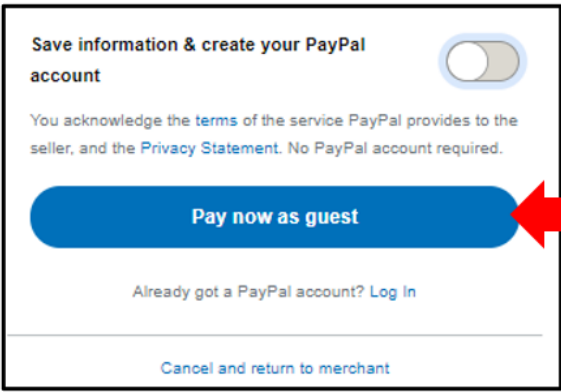 Save information & create your PayPal
account
You acknowledge the terms of the service PayPal provides to the
seller, and the Privacy Statement. No PayPal account required.
Pay now as guest
Already got a PayPal account? Log In
Cancel and return to merchant